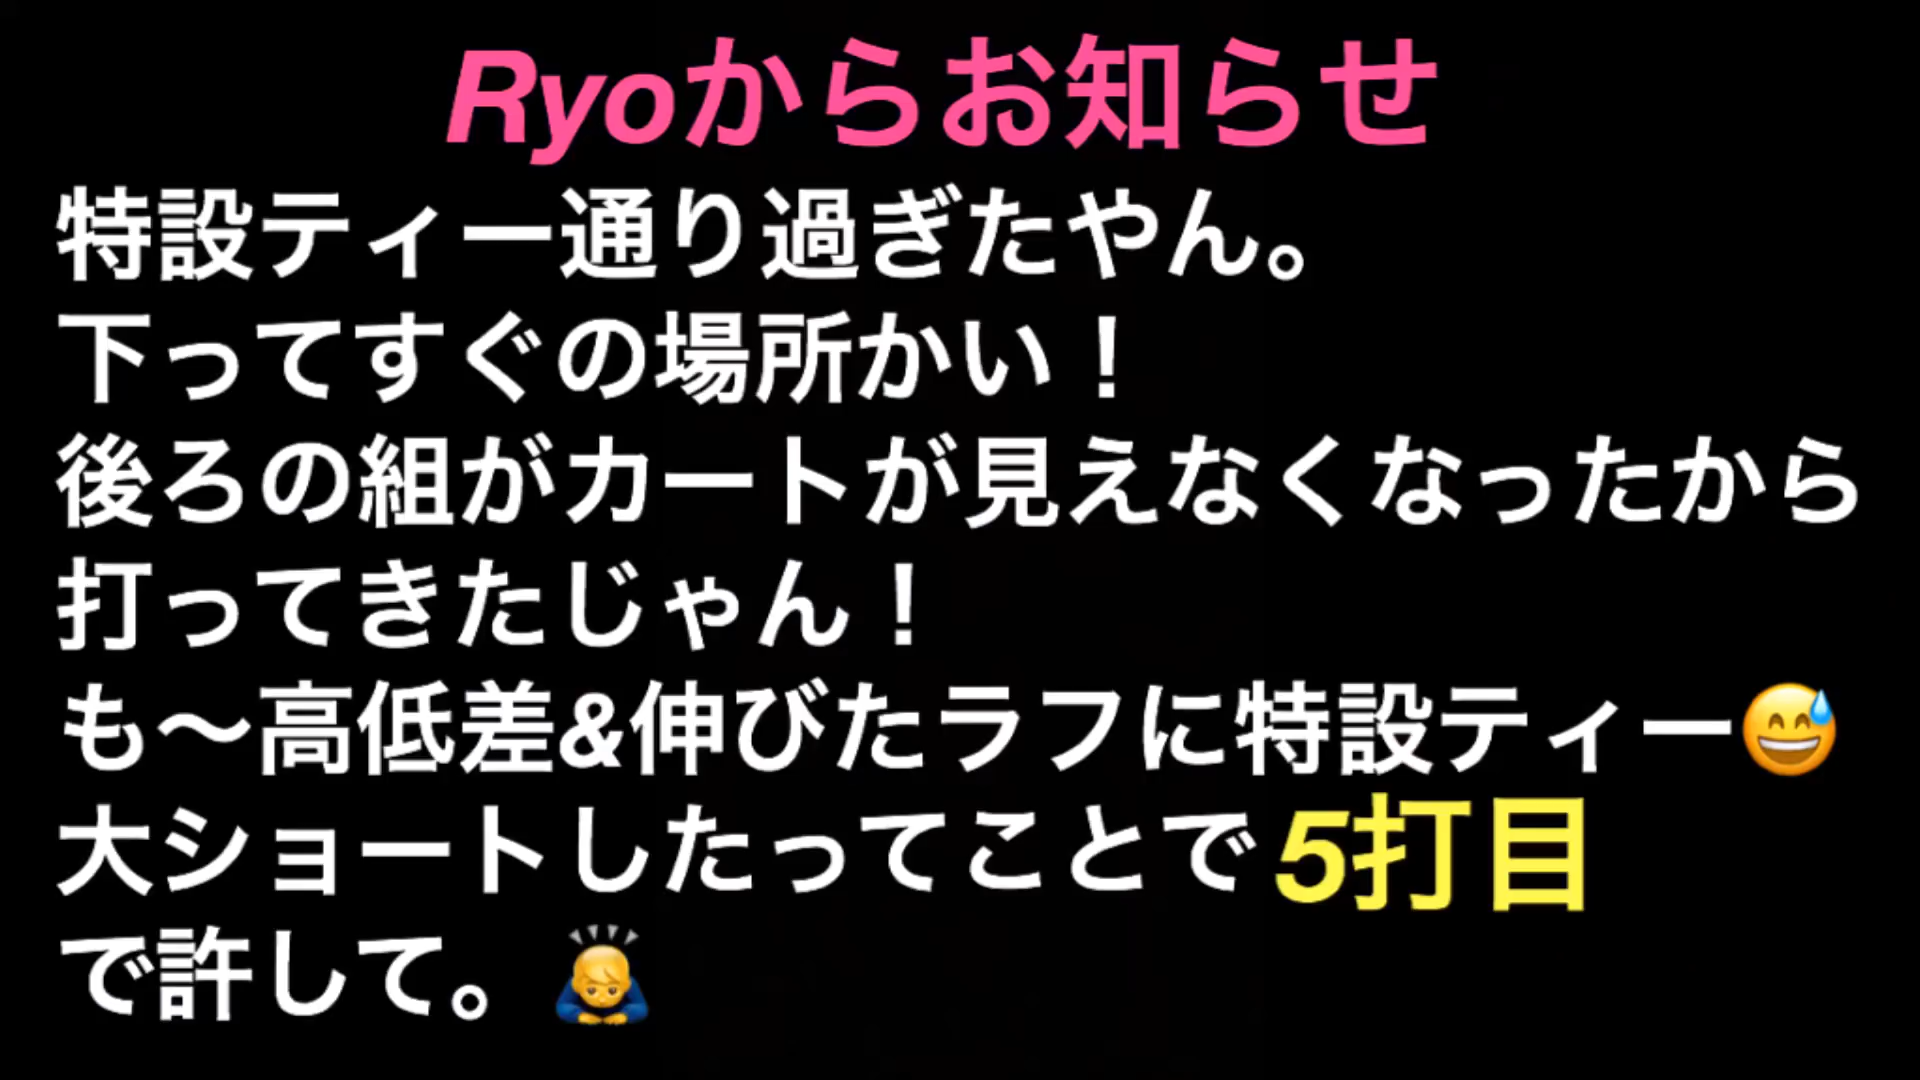 Ryoからお知らせ
特設ティー通り過ぎたやん。
下ってすぐの場所かい！
後ろの組がカートが見えなくなったから
打ってきたじゃん！
も〜高低差&伸びたラフに特設ティー😅
大ショートしたってことで5打目
で許して。🙇